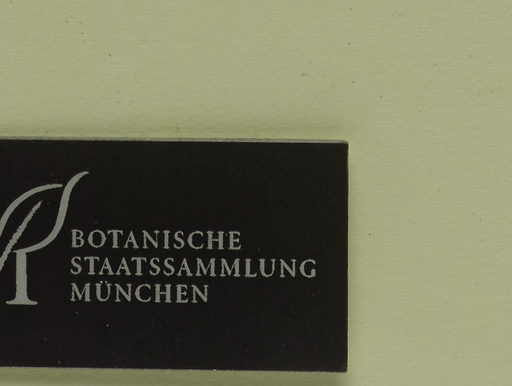 BOTANISCHE
STAATSSAMMLUNG
MÜNCHEN